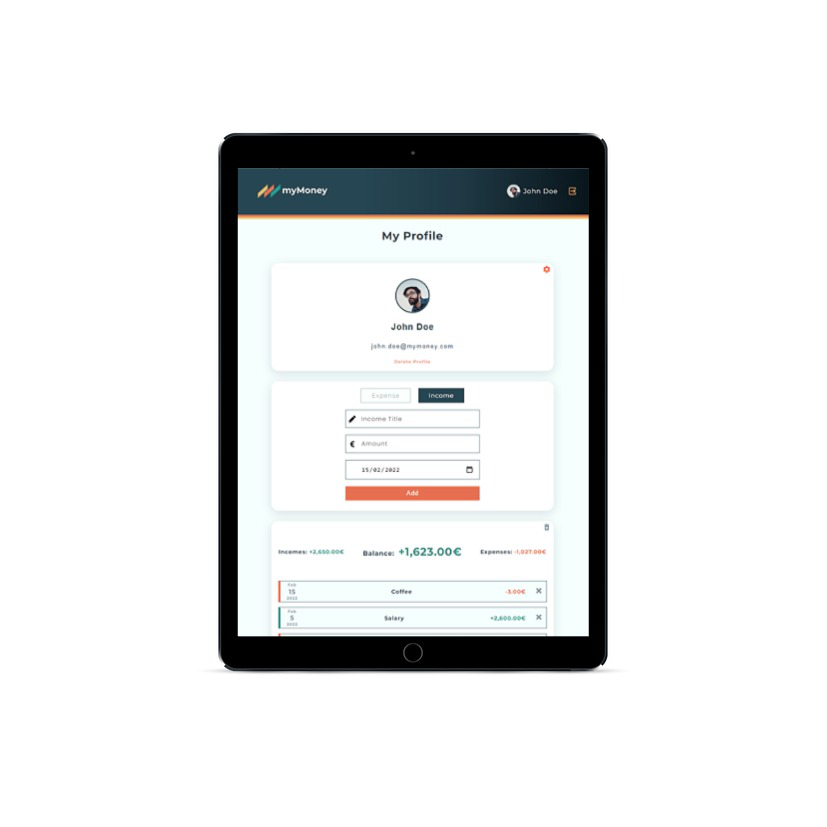 myMoney
John Doe
My Profile
John Doe
john.doe@mymoney.com
Delete Profile
Expense
Income
Income Title
€ Amount
15/02/2022
Add
Incomes: +2,650.00€
Balance: +1,623.00€
Expenses: -1,027.00€
Feb
15
2022
Coffee
-3.00€
Feb
5
2022
Salary
+2,600.00€